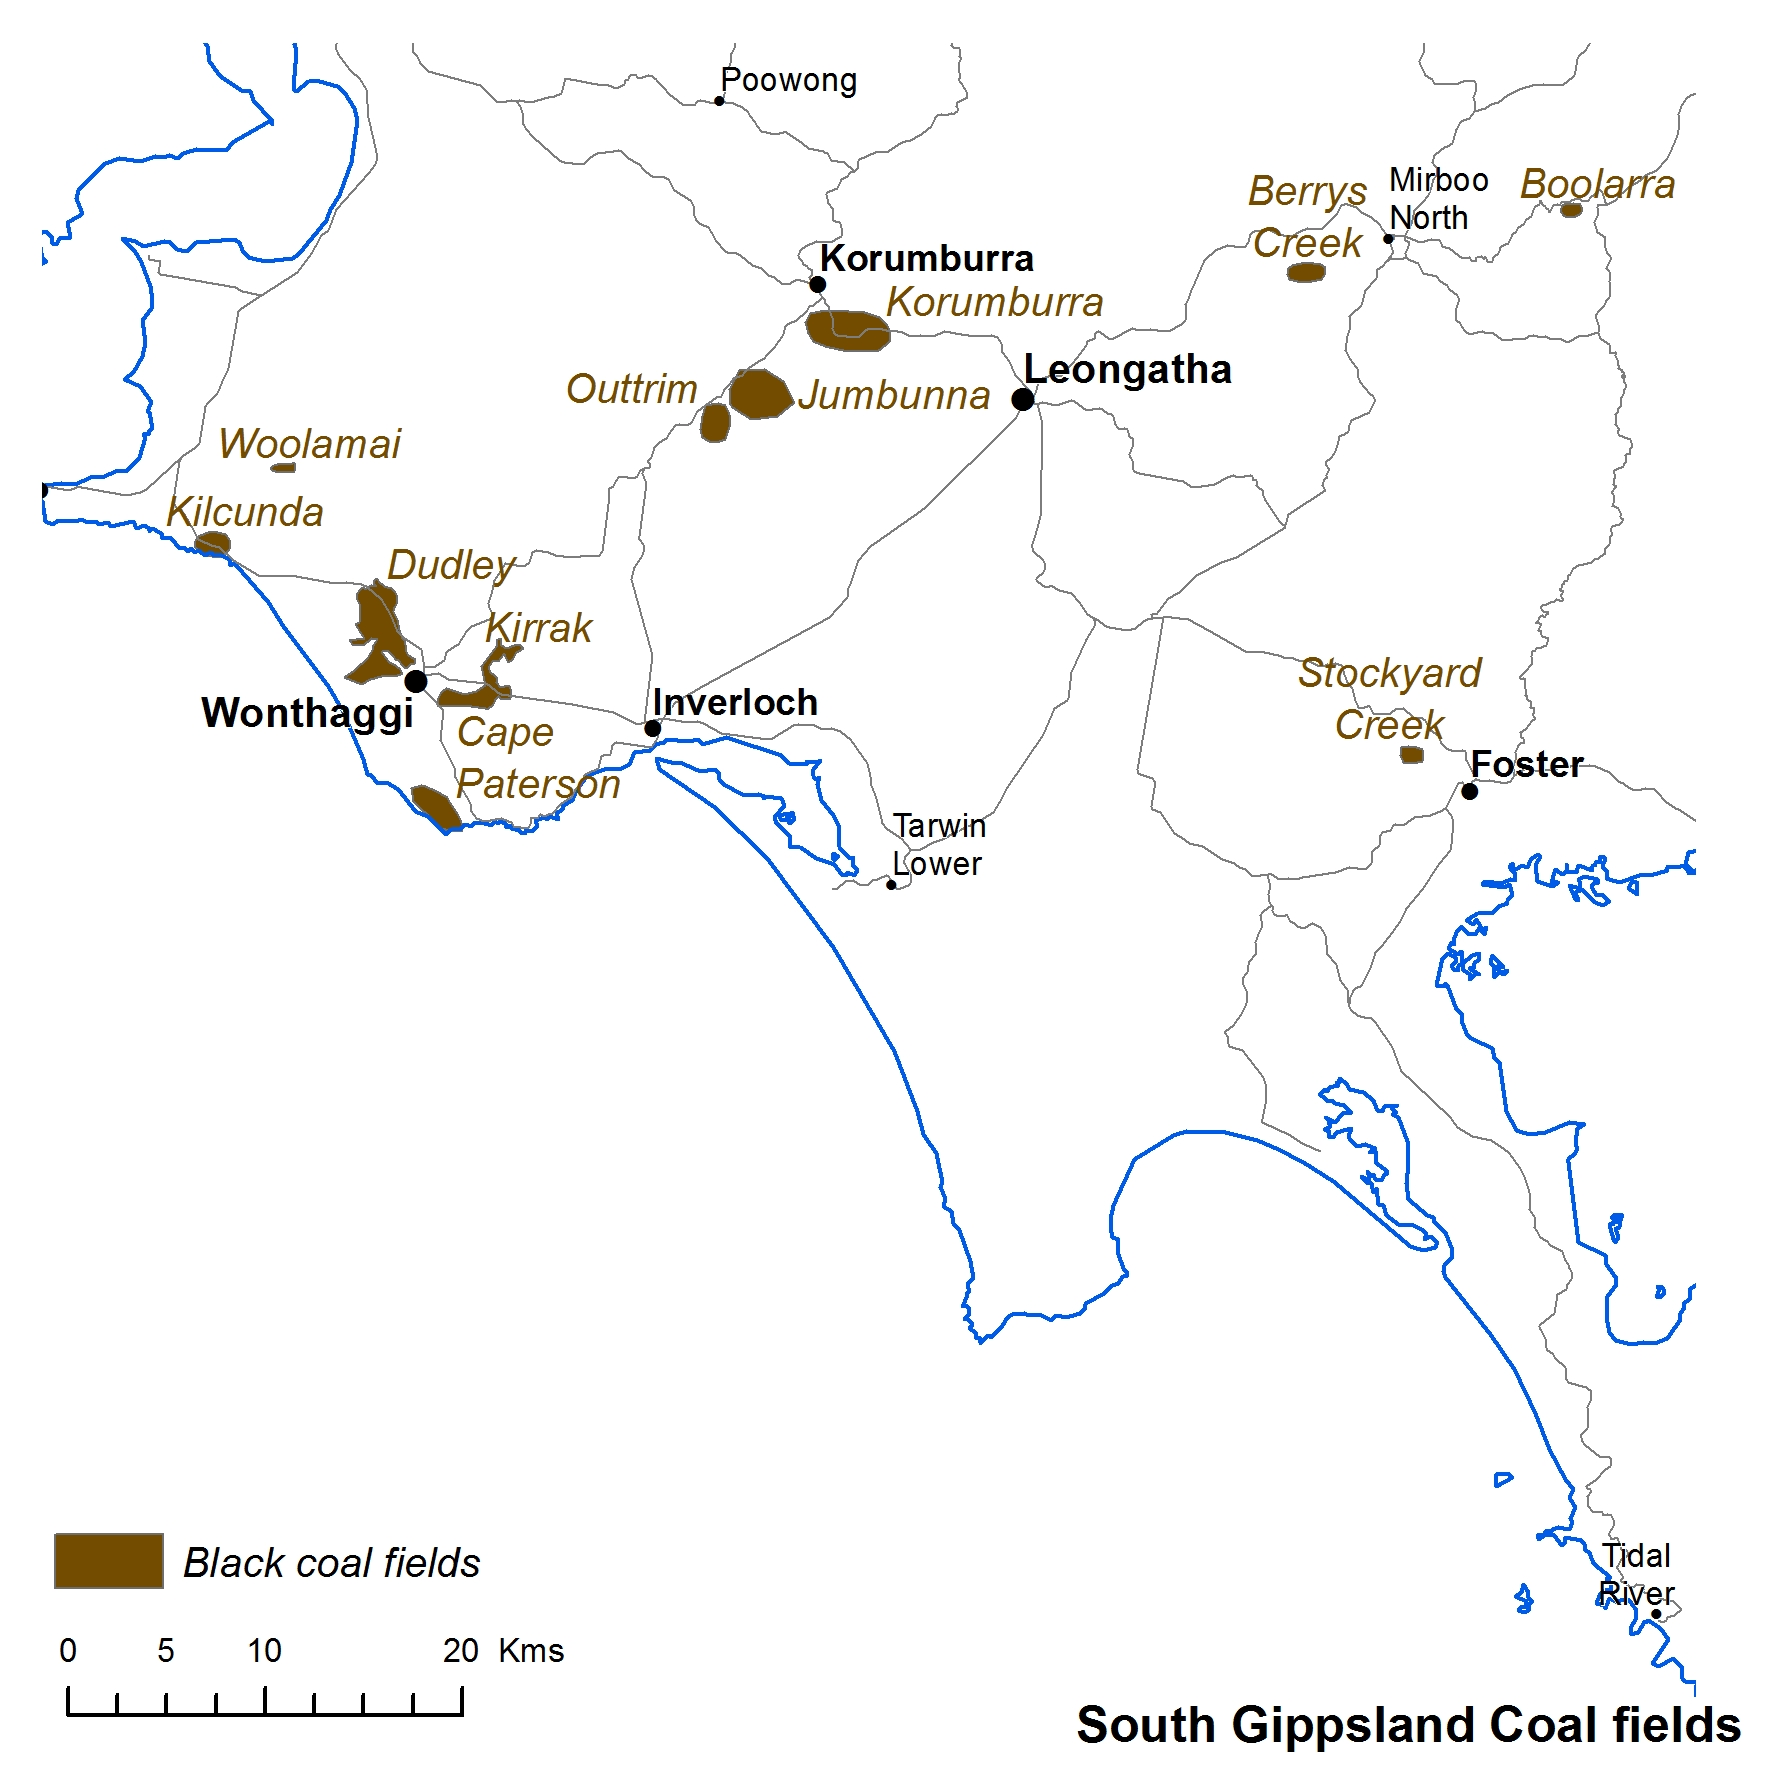 Poowong
Berrys
Creek
Mirboo
North
Boolarra
Korumburra
Korumburra
Leongatha
Outtrim
Jumbunna
Woolamai
Kilcunda
Dudley
Kirrak
Stockyard
Creek
Wonthaggi
Inverloch
Cape
Paterson
Foster
Tarwin
Lower
Tidal
River
Black coal fields
0 5 10 20 Kms
South Gippsland Coal fields